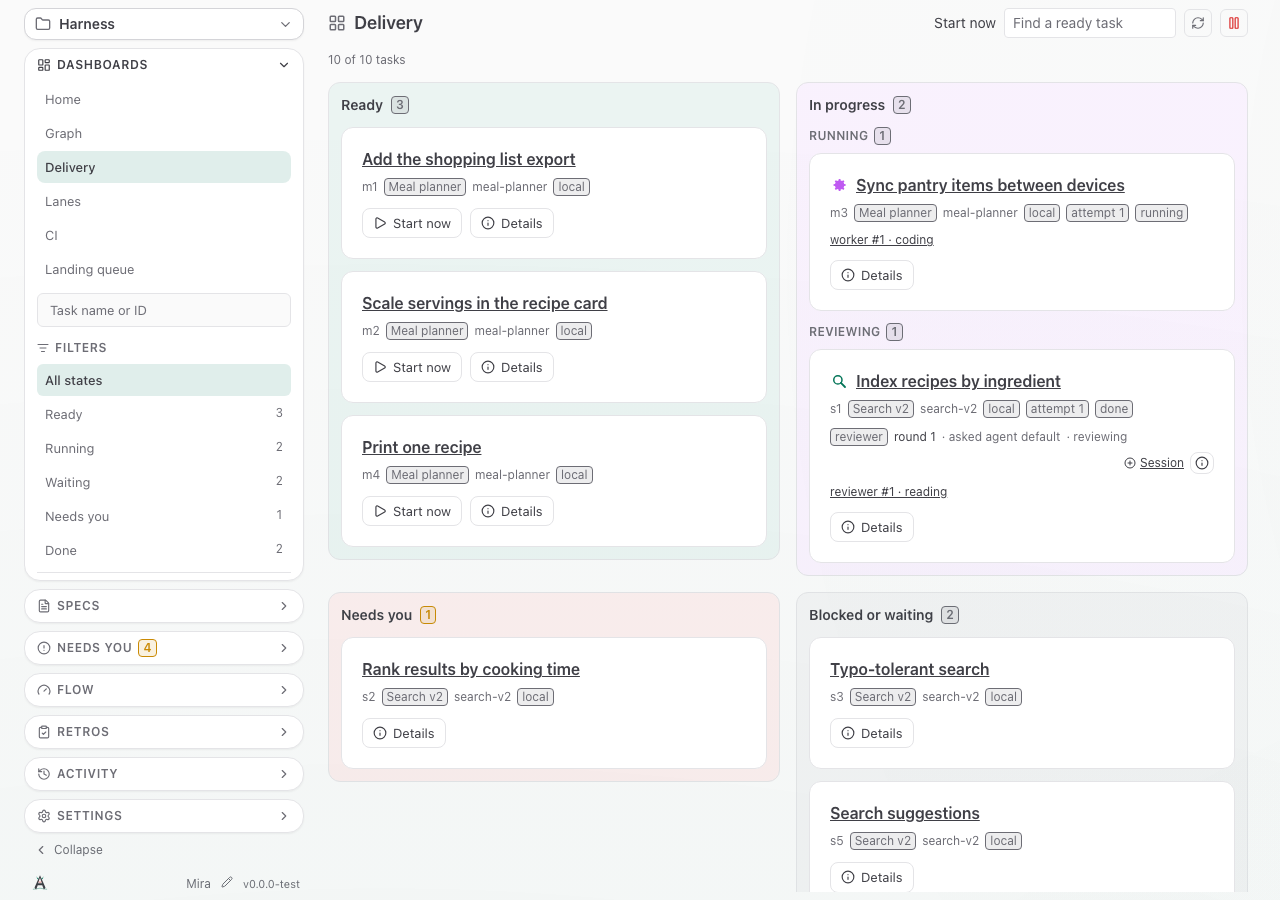 Harness
DASHBOARDS
Home
Graph
Delivery
Lanes
CI
Landing queue
Task name or ID
FILTERS
All states
Ready 3
Running 2
Waiting 2
Needs you 1
Done 2
SPECS
NEEDS YOU 4
FLOW
RETROS
ACTIVITY
SETTINGS
Collapse
Mira v0.0.0-test
Delivery
Start now Find a ready task
10 of 10 tasks
Ready 3
Add the shopping list export
m1 Meal planner meal-planner local
Start now Details
Scale servings in the recipe card
m2 Meal planner meal-planner local
Start now Details
Print one recipe
m4 Meal planner meal-planner local
Start now Details
In progress 2
RUNNING 1
Sync pantry items between devices
m3 Meal planner meal-planner local attempt 1 running
worker #1 · coding
Details
REVIEWING 1
Index recipes by ingredient
s1 Search v2 search-v2 local attempt 1 done
reviewer round 1 · asked agent default · reviewing
Session
reviewer #1 · reading
Details
Needs you 1
Rank results by cooking time
s2 Search v2 search-v2 local
Details
Blocked or waiting 2
Typo-tolerant search
s3 Search v2 search-v2 local
Details
Search suggestions
s5 Search v2 search-v2 local
Details